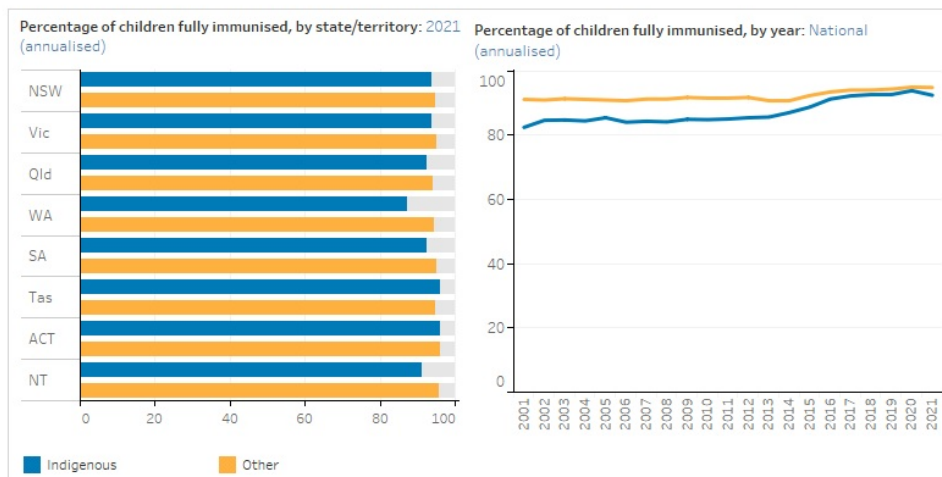 Percentage of children fully immunised, by state/territory: 2021
(annualised)
NSW
Vic
Qld
WA
SA
Tas
ACT
NT
0 20 40 60 80 100
Indigenous Other
Percentage of children fully immunised, by year: National
(annualised)
100
80
60
40
20
0
2001 2002 2003 2004 2005 2006 2007 2008 2009 2010 2011 2012 2013 2014 2015 2016 2017 2018 2019 2020 2021